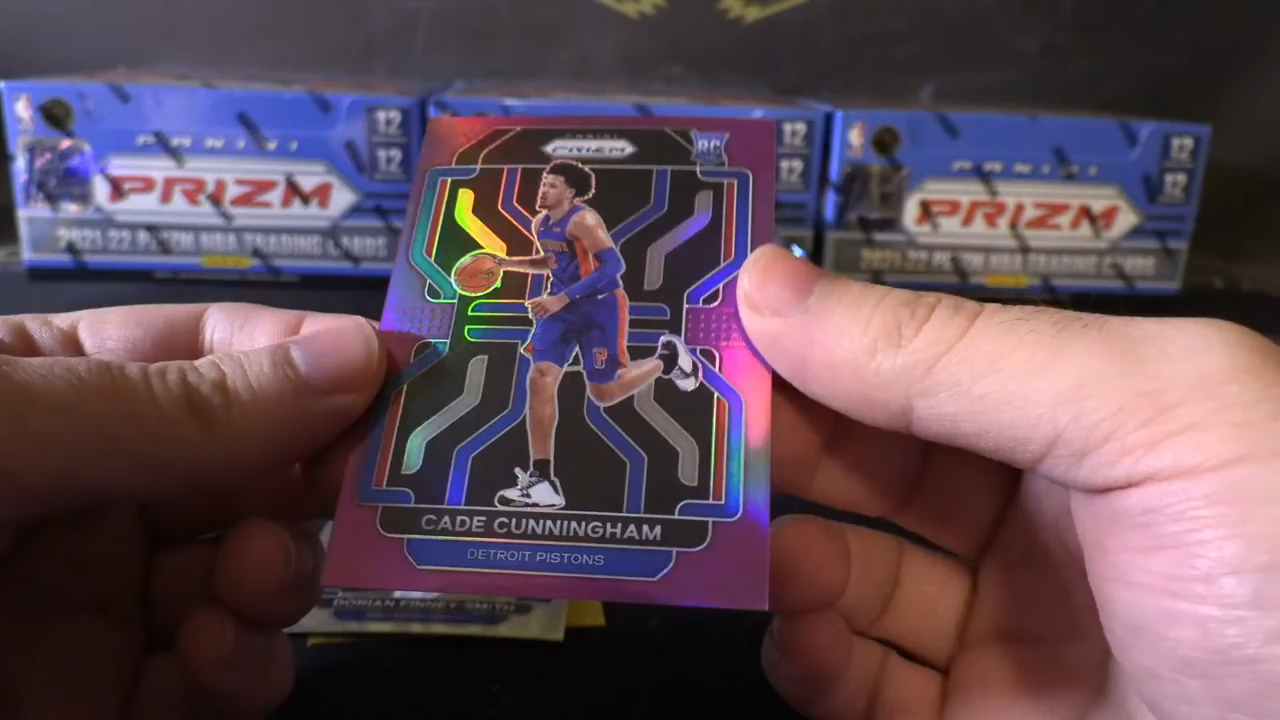 PANINI
PRIZM
2021-22 PRIZM NBA TRADING CARDS
12
12
12
12
PANINI
PRIZM
2021-22 PRIZM NBA TRADING CARDS
12
12
PANINI
PRIZM
RC
CADE CUNNINGHAM
DETROIT PISTONS
DORIAN FINNEY-SMITH